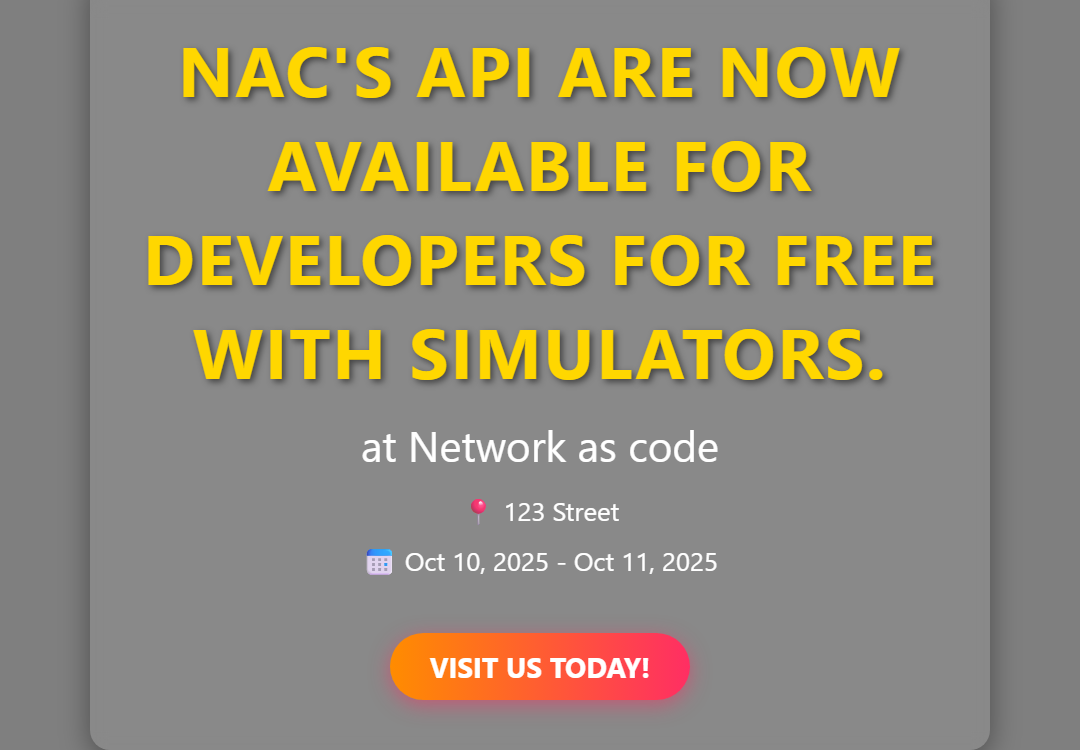 NAC'S API ARE NOW
AVAILABLE FOR
DEVELOPERS FOR FREE
WITH SIMULATORS.
at Network as code
123 Street
Oct 10, 2025 - Oct 11, 2025
VISIT US TODAY!